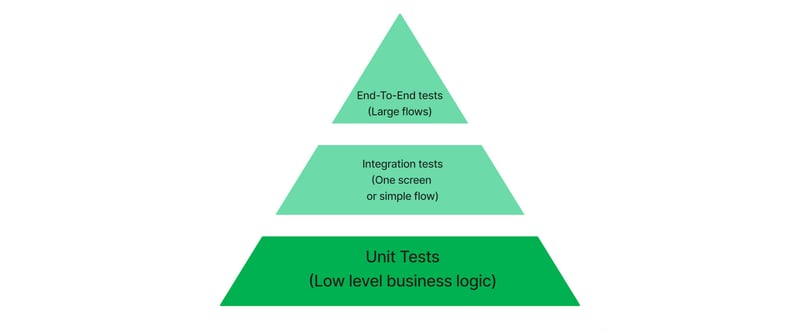 End-To-End tests
(Large flows)
Integration tests
(One screen
or simple flow)
Unit Tests
(Low level business logic)